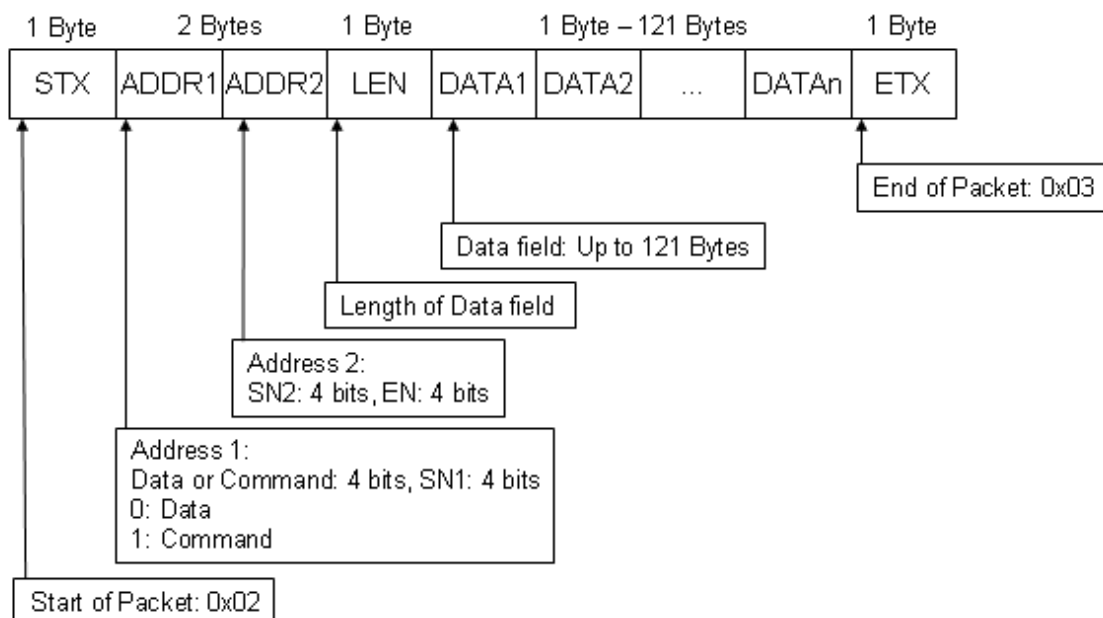 1 Byte 2 Bytes 1 Byte 1 Byte – 121 Bytes 1 Byte
STX ADDR1 ADDR2 LEN DATA1 DATA2 ... DATAn ETX
End of Packet: 0x03
Data field: Up to 121 Bytes
Length of Data field
Address 2:
SN2: 4 bits, EN: 4 bits
Address 1:
Data or Command: 4 bits, SN1: 4 bits
0: Data
1: Command
Start of Packet: 0x02